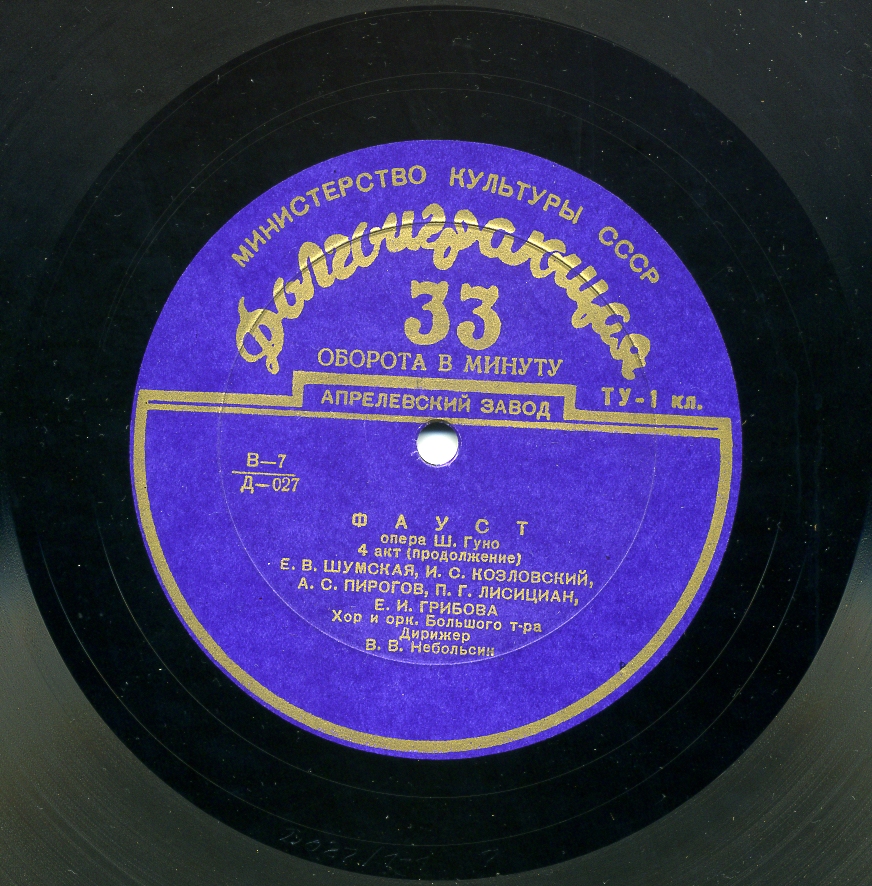 МИНИСТЕРСТВО КУЛЬТУРЫ СССР
Долгоиграющая
33
ОБОРОТА В МИНУТУ
АПРЕЛЕВСКИЙ ЗАВОД
ТУ-1 кл.
В—7
Д—027
ФАУСТ
опера Ш. Гуно
4 акт (продолжение)
Е. В. ШУМСКАЯ, И. С. КОЗЛОВСКИЙ,
А. С. ПИРОГОВ, П. Г. ЛИСИЦИАН,
Е. И. ГРИБОВА
Хор и орк. Большого т-ра
Дирижер
В. В. Небольсин